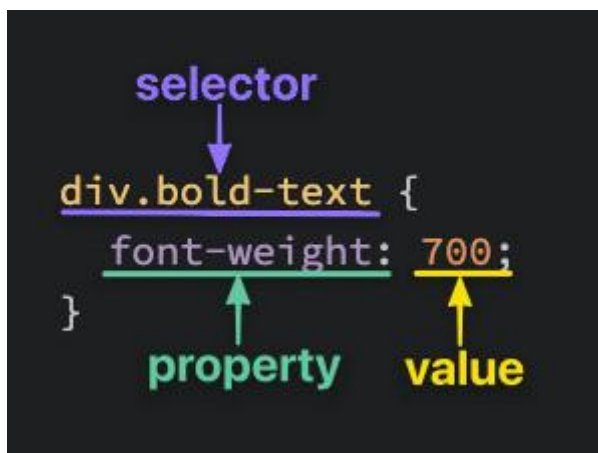 selector
div.bold-text {
font-weight: 700;
}
property value